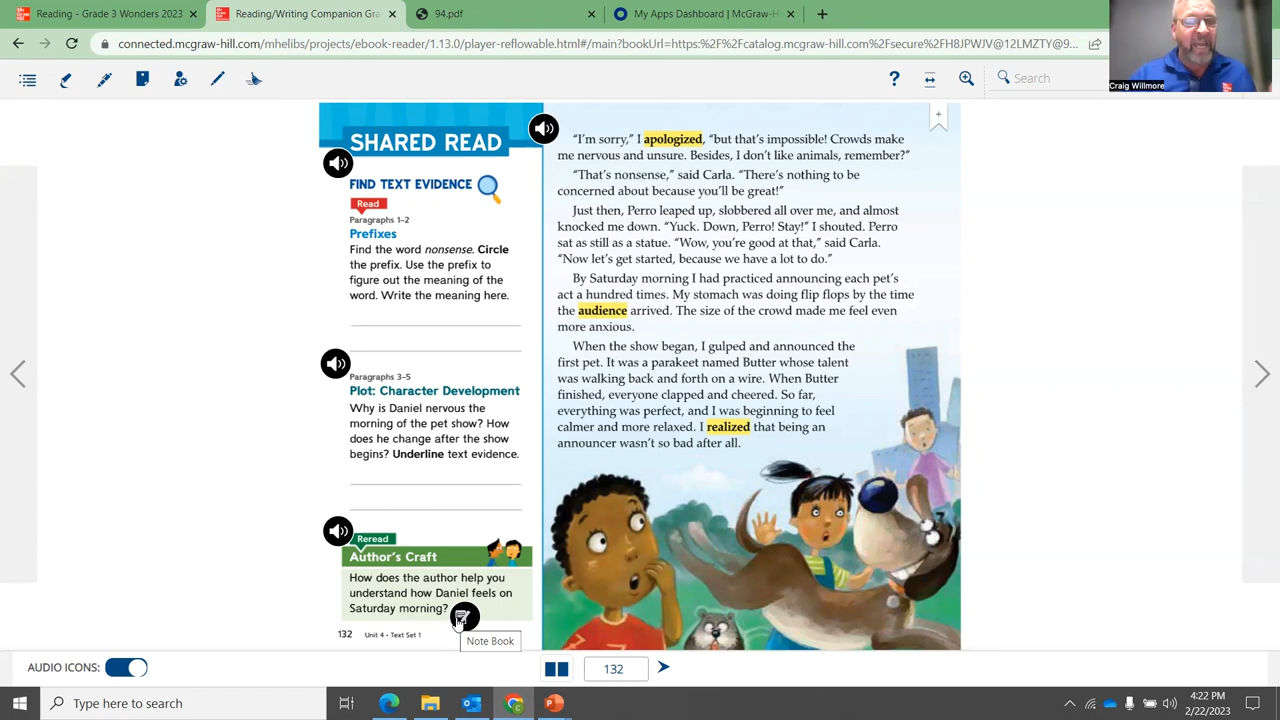 Reading - Grade 3 Wonders 2023
Reading/Writing Companion Gra
94.pdf
My Apps Dashboard | McGraw-H
connected.mcgraw-hill.com/mhelibs/projects/ebook-reader/1.13.0/player-reflowable.html#/main?bookUrl=https:%2F%2Fcatalog.mcgraw-hill.com%2Fsecure%2FH8JPWJV@12LMZTY@9...
Search
Craig Willmore
SHARED READ
FIND TEXT EVIDENCE
Read
Paragraphs 1–2
Prefixes
Find the word nonsense. Circle
the prefix. Use the prefix to
figure out the meaning of the
word. Write the meaning here.
Paragraphs 3–5
Plot: Character Development
Why is Daniel nervous the
morning of the pet show? How
does he change after the show
begins? Underline text evidence.
Reread
Author's Craft
How does the author help you
understand how Daniel feels on
Saturday morning?
132 Unit 4 • Text Set 1
Note Book
"I'm sorry," I apologized, "but that's impossible! Crowds make
me nervous and unsure. Besides, I don't like animals, remember?"
"That's nonsense," said Carla. "There's nothing to be
concerned about because you'll be great!"
Just then, Perro leaped up, slobbered all over me, and almost
knocked me down. "Yuck. Down, Perro! Stay!" I shouted. Perro
sat as still as a statue. "Wow, you're good at that," said Carla.
"Now let's get started, because we have a lot to do."
By Saturday morning I had practiced announcing each pet's
act a hundred times. My stomach was doing flip flops by the time
the audience arrived. The size of the crowd made me feel even
more anxious.
When the show began, I gulped and announced the
first pet. It was a parakeet named Butter whose talent
was walking back and forth on a wire. When Butter
finished, everyone clapped and cheered. So far,
everything was perfect, and I was beginning to feel
calmer and more relaxed. I realized that being an
announcer wasn't so bad after all.
AUDIO ICONS:
132
Type here to search
4:22 PM
2/22/2023